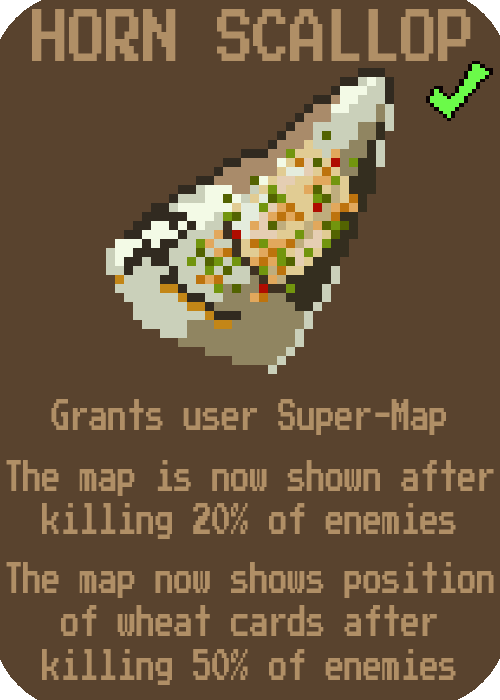 HORN SCALLOP
Grants user Super-Map
The map is now shown after
killing 20% of enemies
The map now shows position
of wheat cards after
killing 50% of enemies